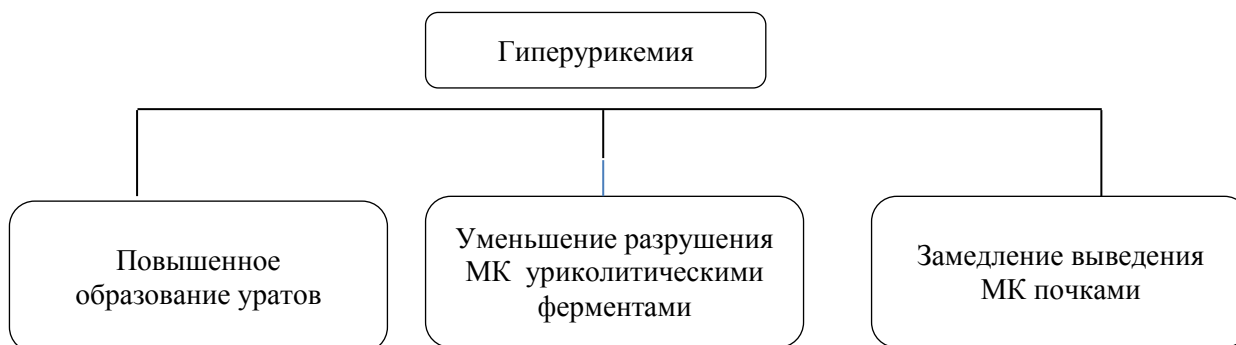 Гиперурикемия
Повышенное
образование уратов
Уменьшение разрушения
МК уриколитическими
ферментами
Замедление выведения
МК почками